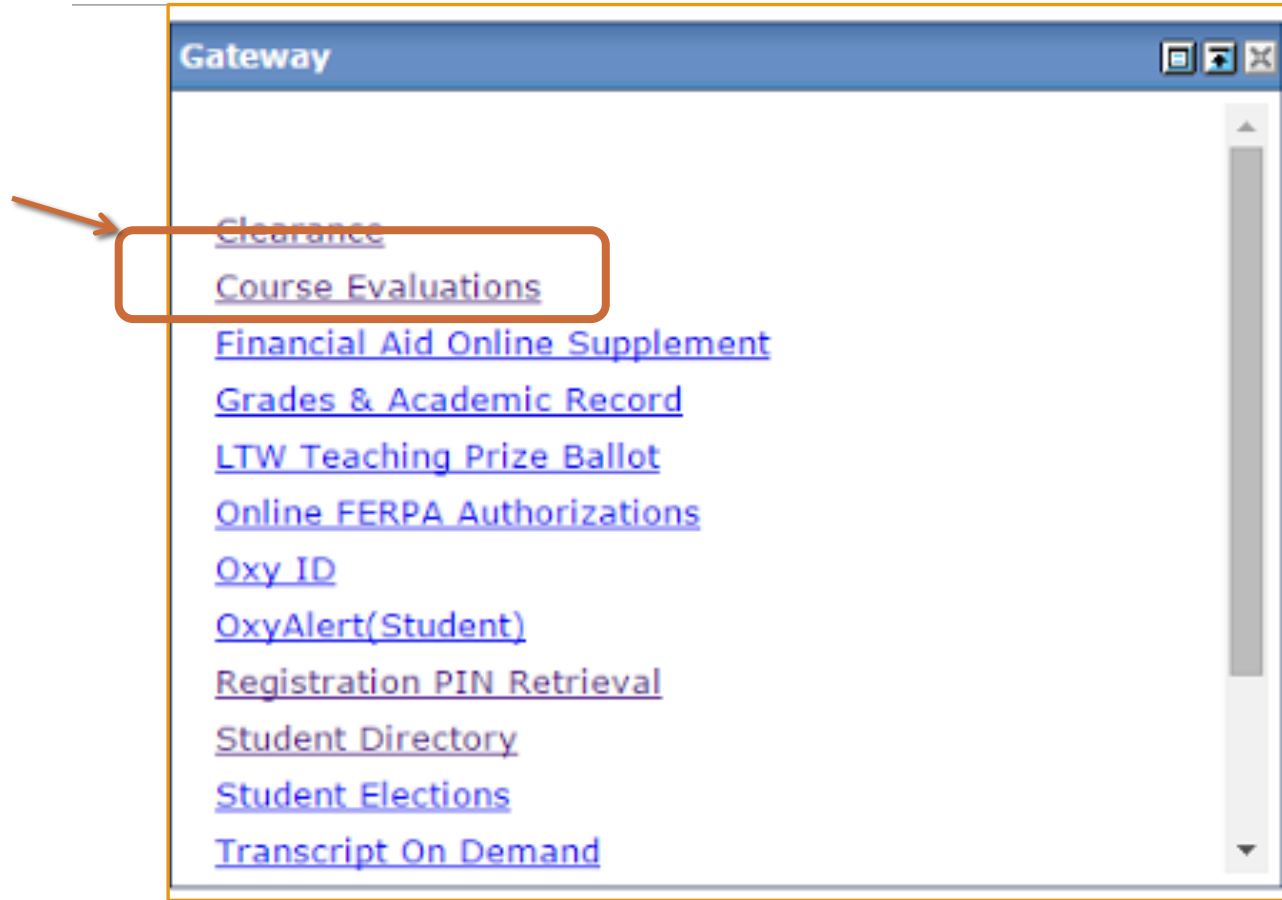 Gateway
Clearance
Course Evaluations
Financial Aid Online Supplement
Grades & Academic Record
LTW Teaching Prize Ballot
Online FERPA Authorizations
Oxy ID
OxyAlert(Student)
Registration PIN Retrieval
Student Directory
Student Elections
Transcript On Demand